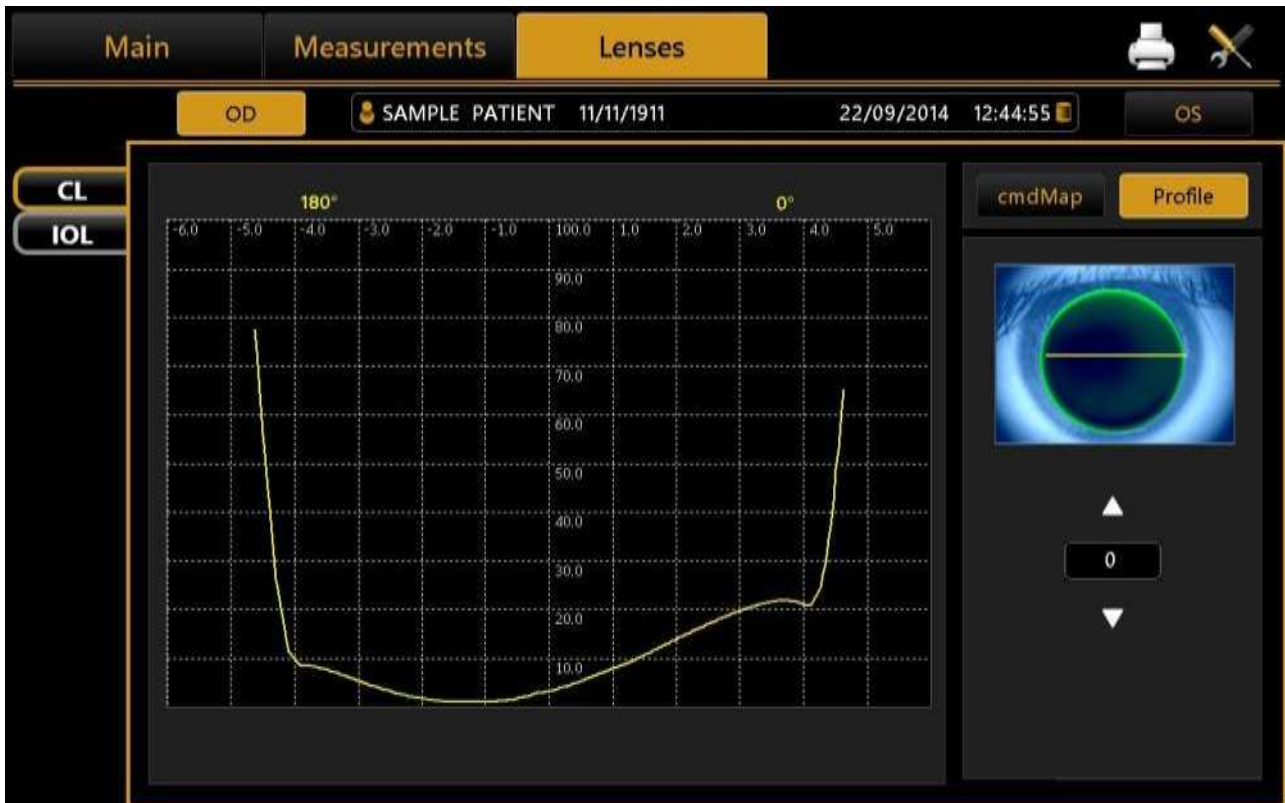 Main Measurements Lenses
OD SAMPLE PATIENT 11/11/1911 22/09/2014 12:44:55 OS
CL
IOL
cmdMap Profile
180° 0°
-6.0 -5.0 -4.0 -3.0 -2.0 -1.0 100.0 1.0 2.0 3.0 4.0 5.0
90.0
80.0
70.0
60.0
50.0
40.0
30.0
20.0
10.0
0